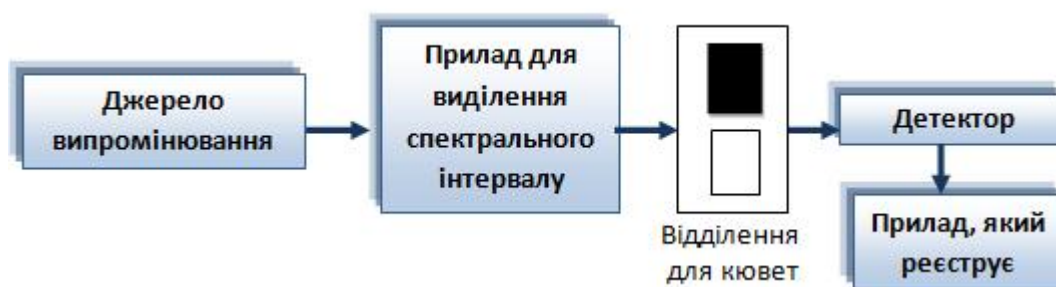 Джерело
випромінювання
Прилад для
виділення
спектрального
інтервалу
Відділення
для кювет
Детектор
Прилад, який
реєструє